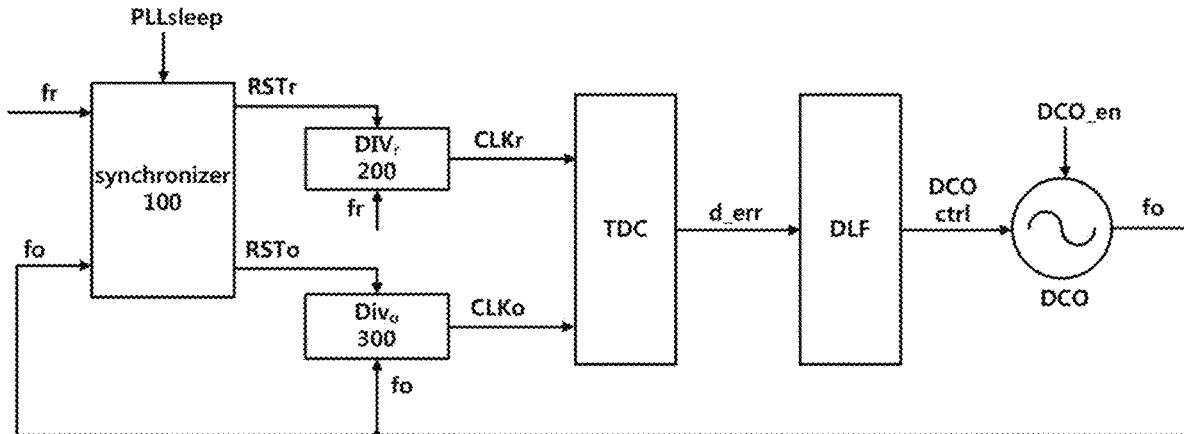 PLLsleep
fr
RSTr
DIVr
200
CLKr
fr
synchronizer
100
fo
RSTo
Divo
300
CLKo
fo
TDC
d_err
DLF
DCO
ctrl
DCO_en
fo
DCO